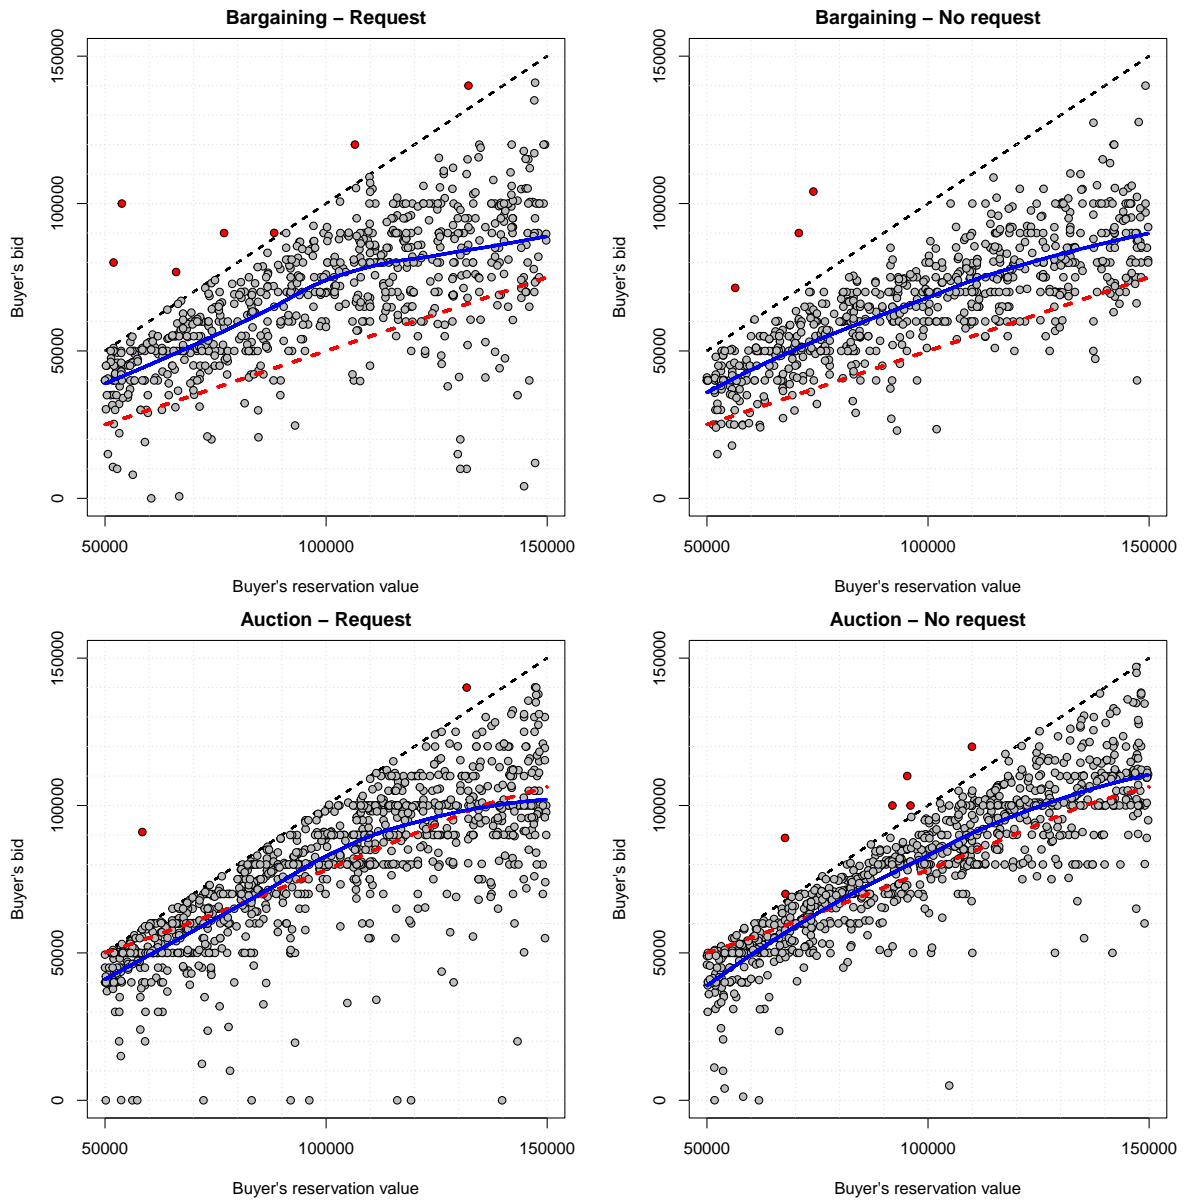 Bargaining − Request
Buyer's bid
150000
100000
50000
0
50000 100000 150000
Buyer's reservation value
Bargaining − No request
Buyer's bid
150000
100000
50000
0
50000 100000 150000
Buyer's reservation value
Auction − Request
Buyer's bid
150000
100000
50000
0
50000 100000 150000
Buyer's reservation value
Auction − No request
Buyer's bid
150000
100000
50000
0
50000 100000 150000
Buyer's reservation value